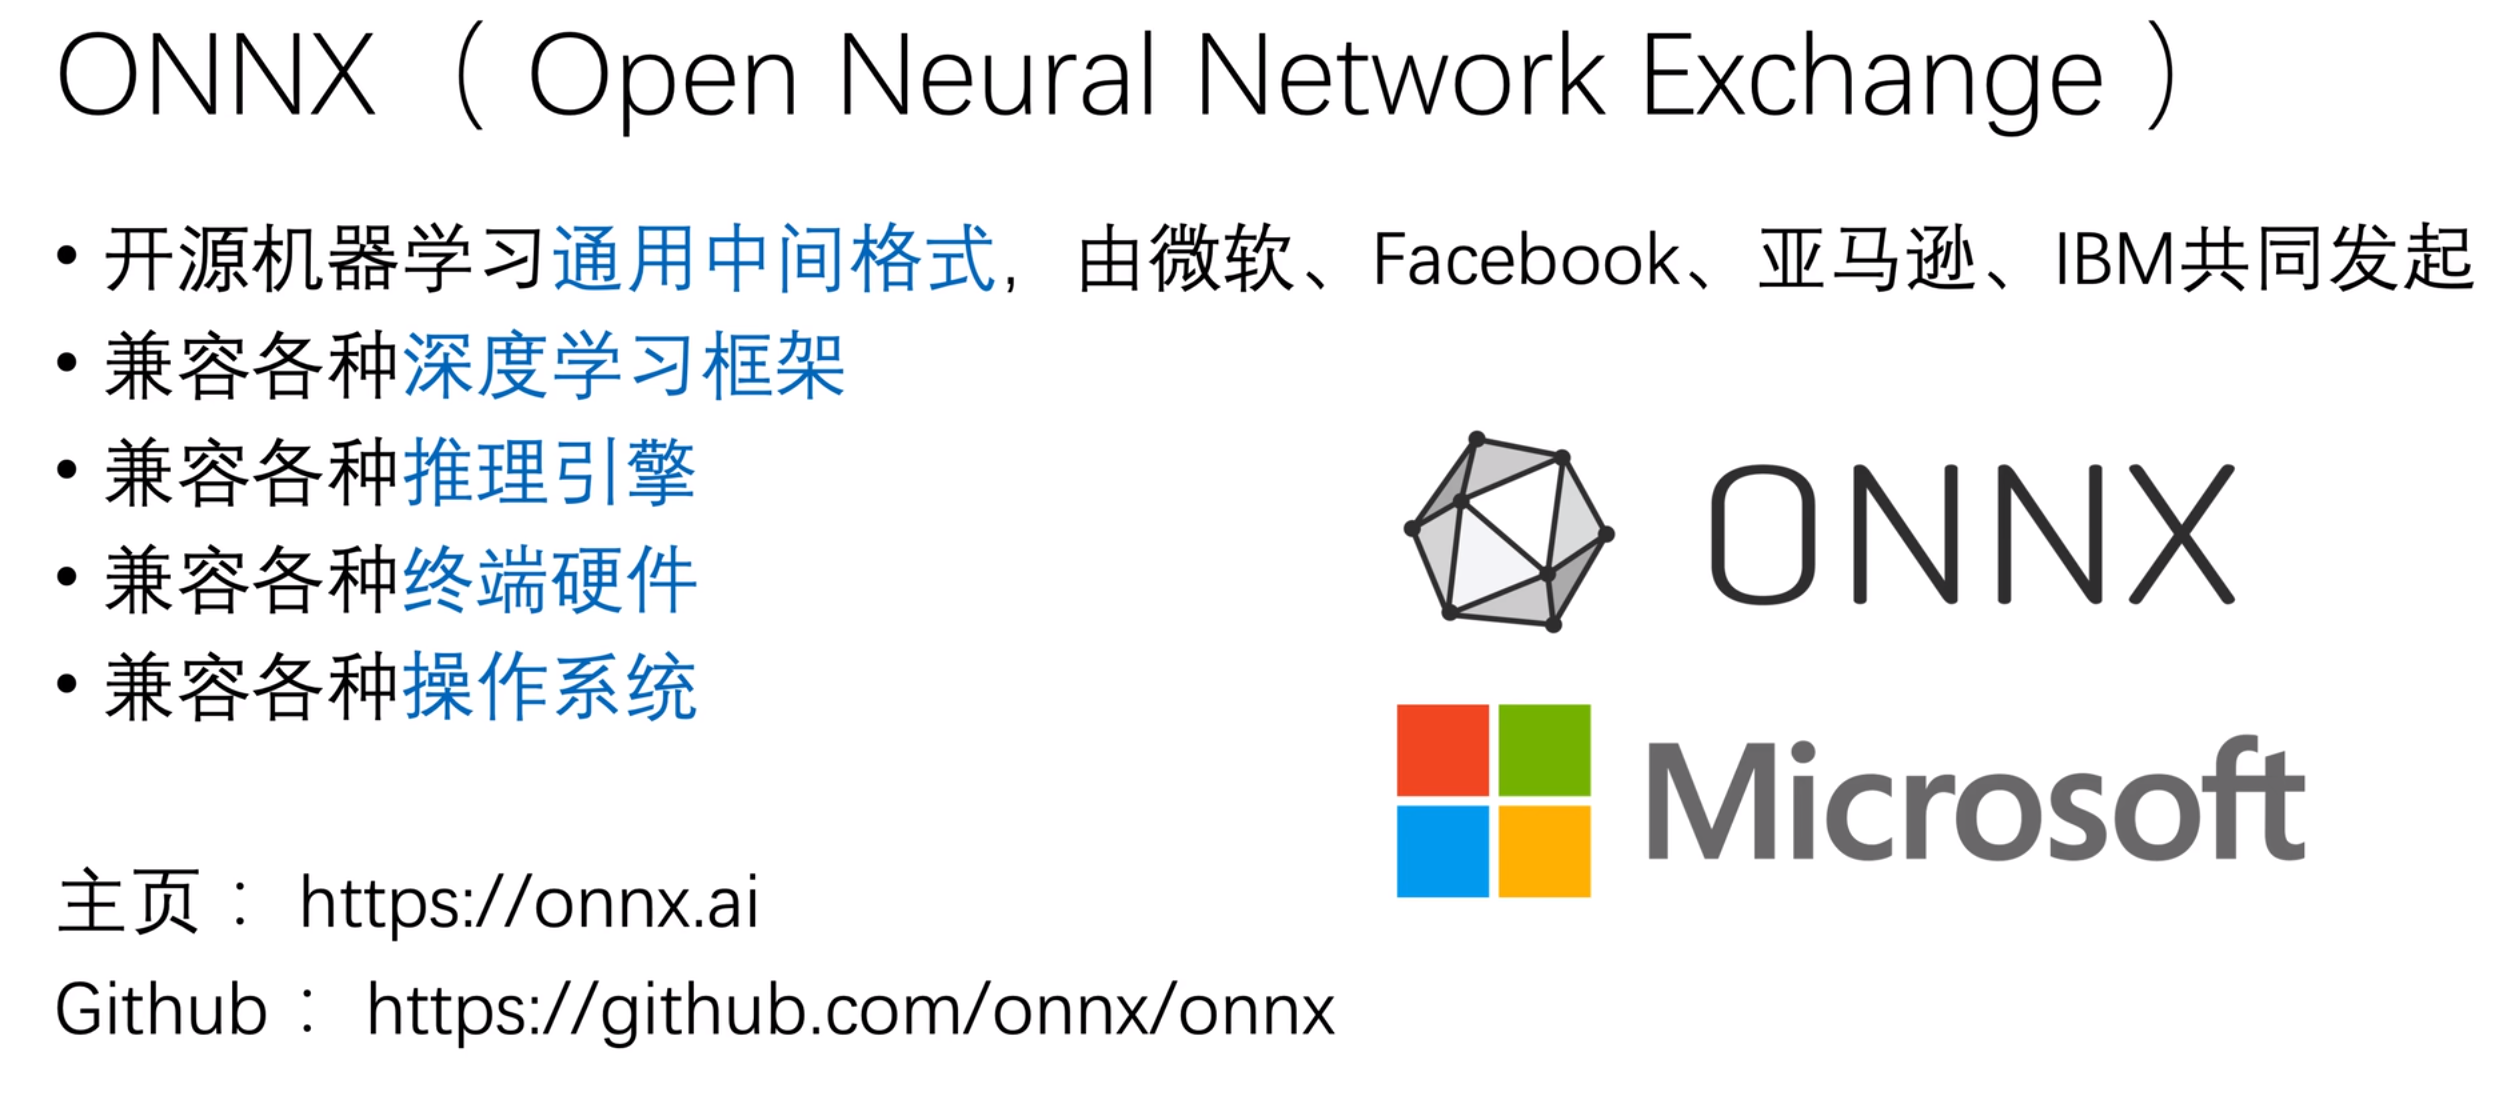 ONNX （Open Neural Network Exchange）
• 开源机器学习通用中间格式，由微软、Facebook、亚马逊、IBM共同发起
• 兼容各种深度学习框架
• 兼容各种推理引擎
• 兼容各种终端硬件
• 兼容各种操作系统
ONNX
Microsoft
主页：https://onnx.ai
Github：https://github.com/onnx/onnx